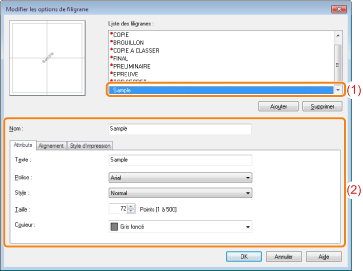 Modifier les options de filigrane
Liste des filigranes :
*COPIE
*BROUILLON
*COPIE A CLASSER
*FINAL
*PRELIMINAIRE
*EPREUVE
*TOP SECRET
Sample
(1)
Sample
Ajouter Supprimer
Nom : Sample
Attributs Alignement Style d'impression
Texte : Sample
Police : Arial
Style : Normal
(2)
Taille : 72 Points [1 à 500]
Couleur : Gris foncé
OK Annuler Aide